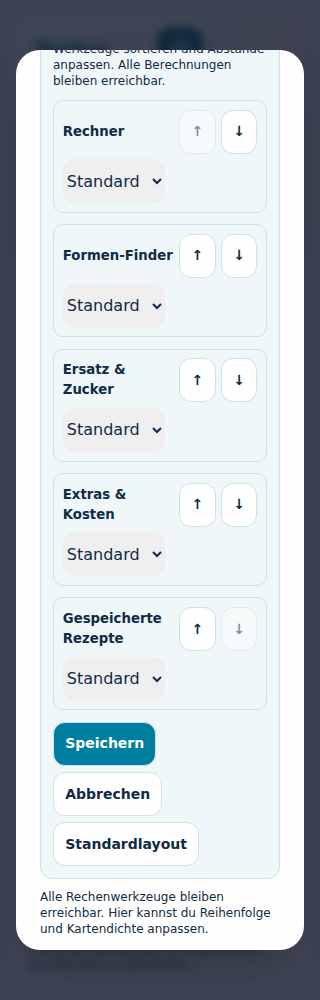 Werkzeuge sortieren und Abstände
anpassen. Alle Berechnungen
bleiben erreichbar.
Rechner
↑ ↓
Standard
Formen-Finder
↑ ↓
Standard
Ersatz &
Zucker
↑ ↓
Standard
Extras &
Kosten
↑ ↓
Standard
Gespeicherte
Rezepte
↑ ↓
Standard
Speichern
Abbrechen
Standardlayout
Alle Rechenwerkzeuge bleiben
erreichbar. Hier kannst du Reihenfolge
und Kartendichte anpassen.